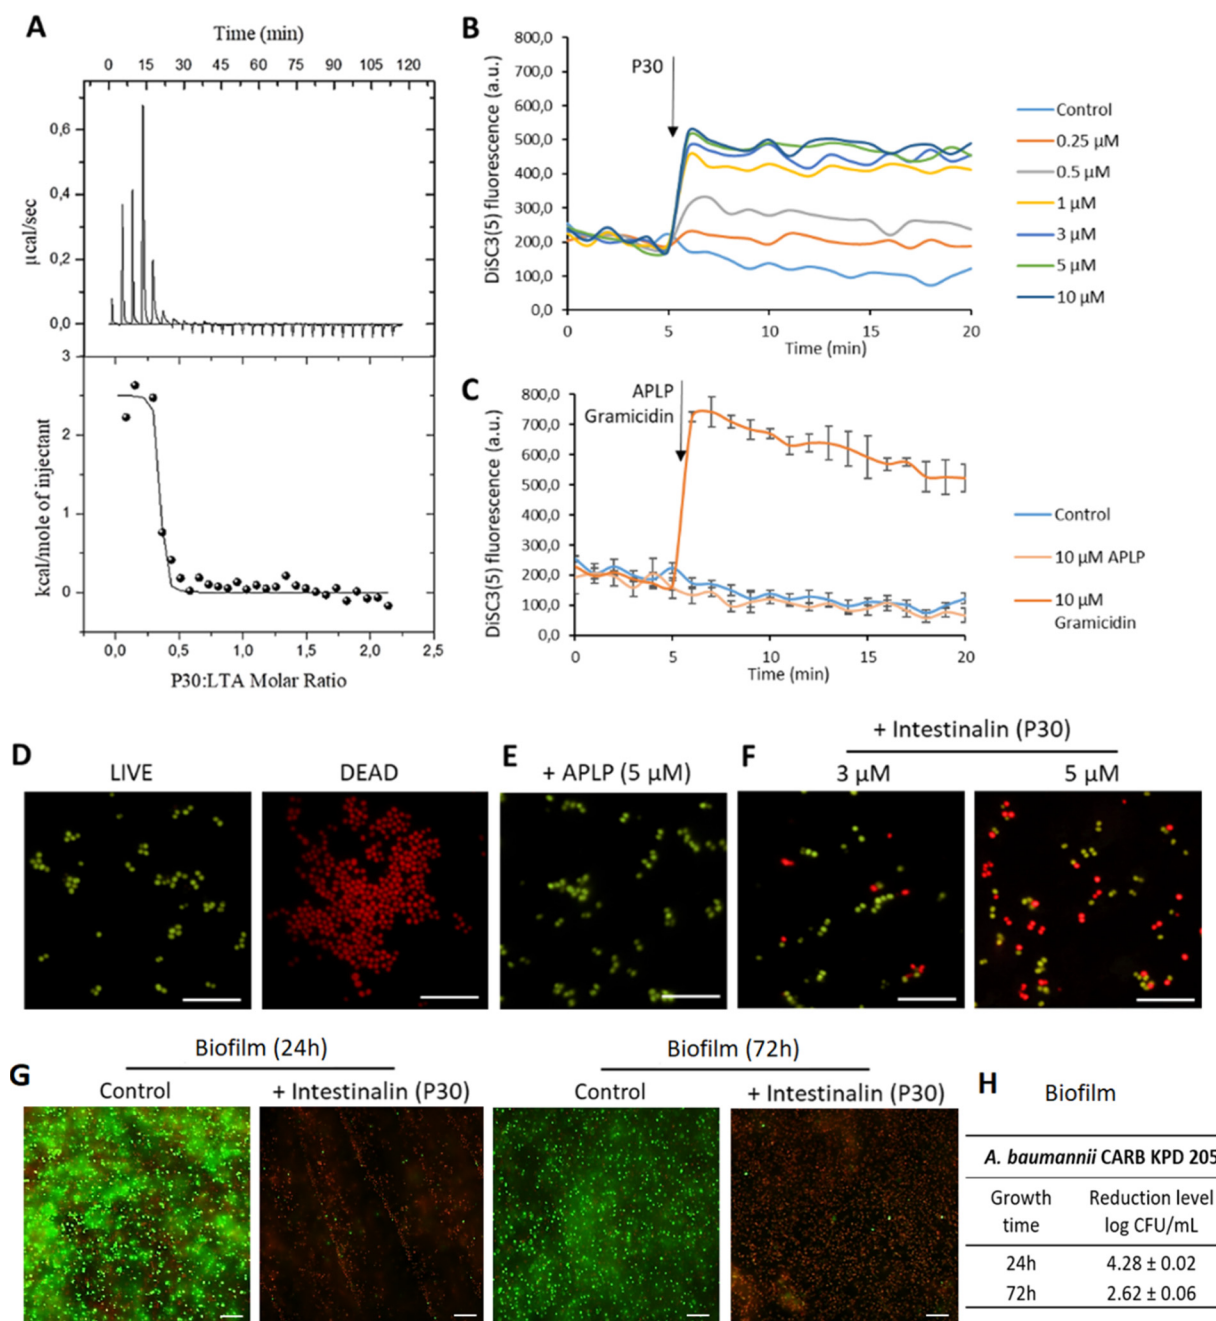 A
Time (min)
0 15 30 45 60 75 90 105 120
0,6
0,4
0,2
0,0
µcal/sec
3
2
1
0
kcal/mole of injectant
0,0 0,5 1,0 1,5 2,0 2,5
P30:LTA Molar Ratio
B
800,0
700,0
600,0
500,0
400,0
300,0
200,0
100,0
0,0
DiSC3(5) fluorescence (a.u.)
P30
0 5 10 15 20
Time (min)
Control
0.25 µM
0.5 µM
1 µM
3 µM
5 µM
10 µM
C
800,0
700,0
600,0
500,0
400,0
300,0
200,0
100,0
0,0
DiSC3(5) fluorescence (a.u.)
APLP
Gramicidin
0 5 10 15 20
Time (min)
Control
10 µM APLP
10 µM
Gramicidin
D
LIVE DEAD
E
+ APLP (5 µM)
F
+ Intestinalin (P30)
3 µM 5 µM
G
Biofilm (24h)
Control + Intestinalin (P30)
Biofilm (72h)
Control + Intestinalin (P30)
H Biofilm
A. baumannii CARB KPD 205
Growth time Reduction level log CFU/mL
24h 4.28 ± 0.02
72h 2.62 ± 0.06